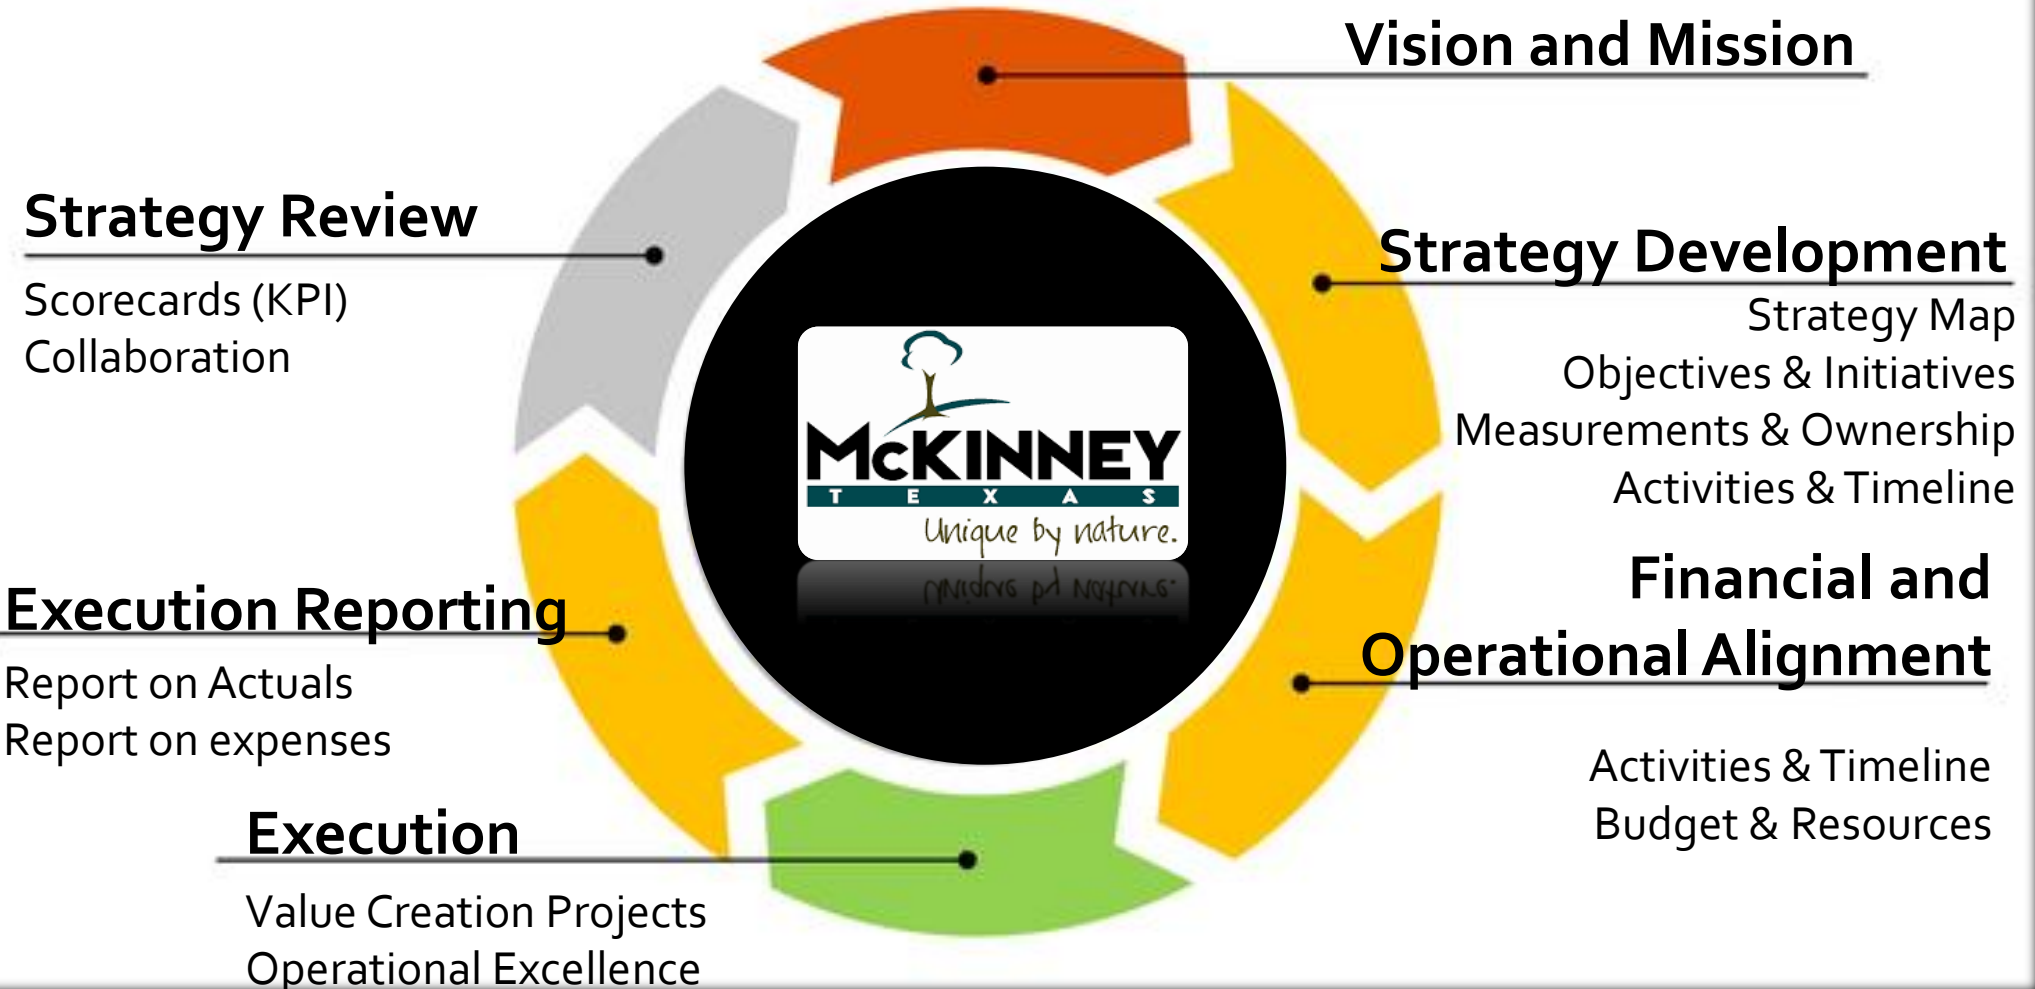 Vision and Mission
Strategy Development
Strategy Map
Objectives & Initiatives
Measurements & Ownership
Activities & Timeline
Financial and
Operational Alignment
Activities & Timeline
Budget & Resources
Execution
Value Creation Projects
Operational Excellence
Execution Reporting
Report on Actuals
Report on expenses
Strategy Review
Scorecards (KPI)
Collaboration
McKINNEY
TEXAS
Unique by nature.